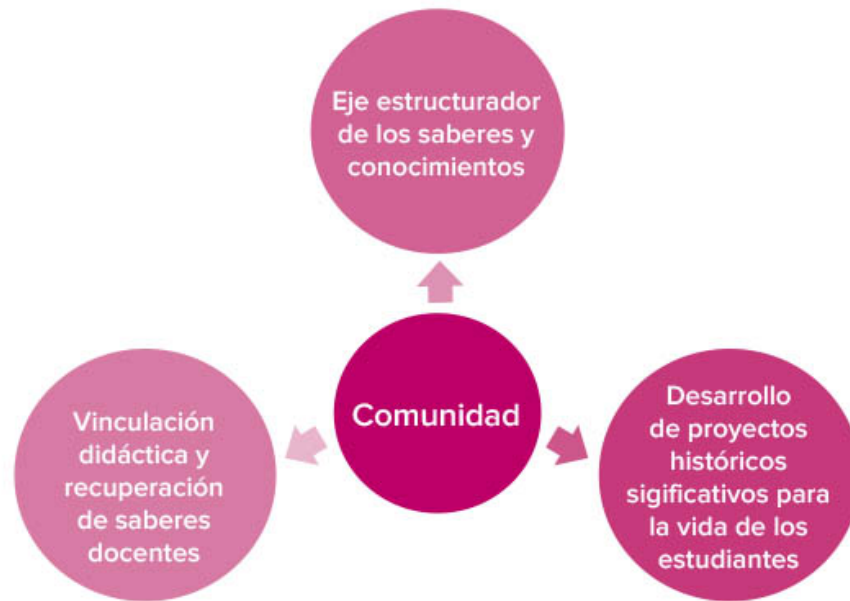 Eje estructurador
de los saberes y
conocimientos
Comunidad
Vinculación
didáctica y
recuperación
de saberes
docentes
Desarrollo
de proyectos
históricos
sigificativos para
la vida de los
estudiantes